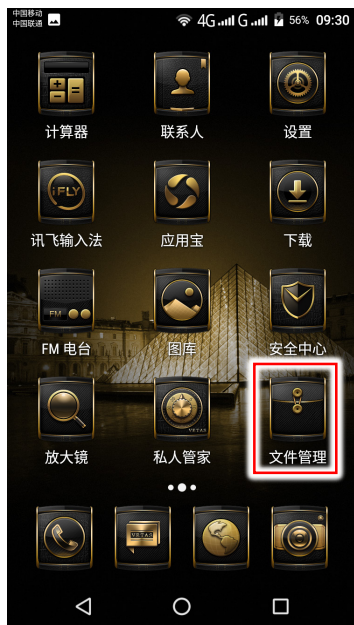 中国移动
中国联通 4G G 56% 09:30
计算器 联系人 设置
iFLY
讯飞输入法 应用宝 下载
FM
FM 电台 图库 安全中心
VETAS
放大镜 私人管家 文件管理
VETAS